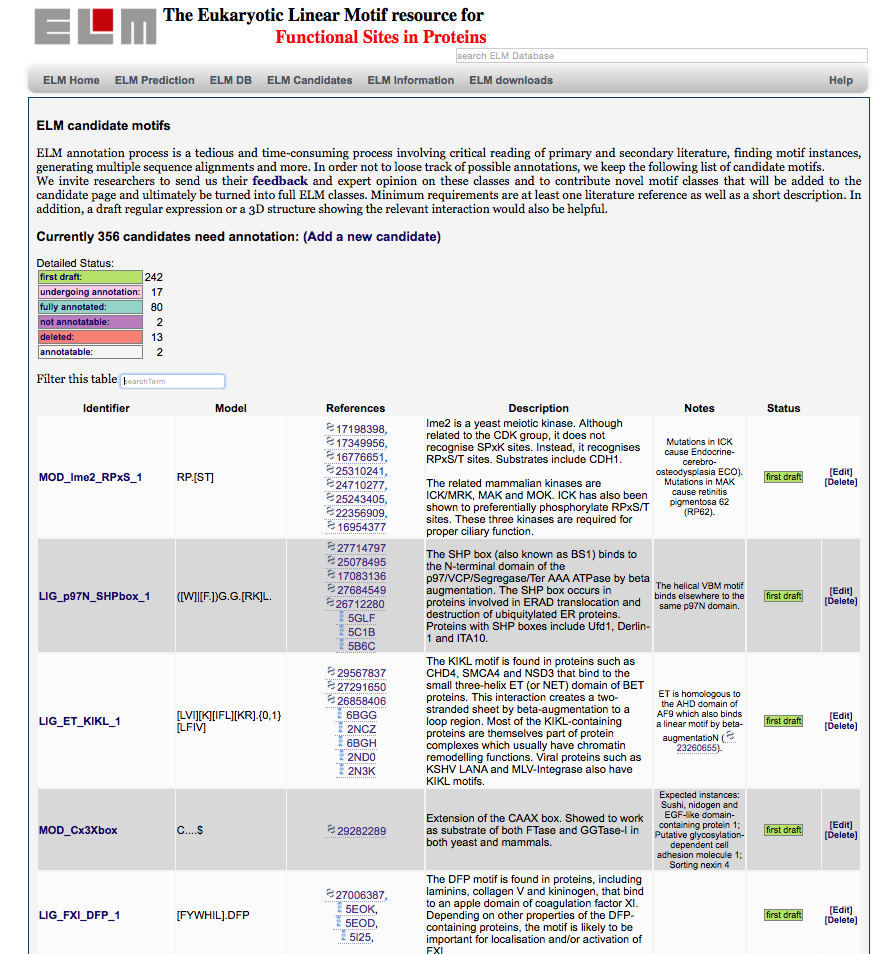 ELM The Eukaryotic Linear Motif resource for
Functional Sites in Proteins
search ELM Database
ELM Home ELM Prediction ELM DB ELM Candidates ELM Information ELM downloads Help
ELM candidate motifs
ELM annotation process is a tedious and time-consuming process involving critical reading of primary and secondary literature, finding motif instances,
generating multiple sequence alignments and more. In order not to loose track of possible annotations, we keep the following list of candidate motifs.
We invite researchers to send us their feedback and expert opinion on these classes and to contribute novel motif classes that will be added to the
candidate page and ultimately be turned into full ELM classes. Minimum requirements are at least one literature reference as well as a short description. In
addition, a draft regular expression or a 3D structure showing the relevant interaction would also be helpful.
Currently 356 candidates need annotation: (Add a new candidate)
Detailed Status:
first draft: 242
undergoing annotation: 17
fully annotated: 80
not annotatable: 2
deleted: 13
annotatable: 2
Filter this table searchTerm
Identifier Model References Description Notes Status
MOD_Ime2_RPxS_1
RP.[ST]
17198398,
17349956,
16776651,
25310241,
24710277,
25243405,
22356909,
16954377
Ime2 is a yeast meiotic kinase. Although
related to the CDK group, it does not
recognise SPxK sites. Instead, it recognises
RPxS/T sites. Substrates include CDH1.
The related mammalian kinases are
ICK/MRK, MAK and MOK. ICK has also been
shown to preferentially phosphorylate RPxS/T
sites. These three kinases are required for
proper ciliary function.
Mutations in ICK
cause Endocrine-
cerebro-
osteodysplasia ECO).
Mutations in MAK
cause retinitis
pigmentosa 62
(RP62).
first draft
[Edit]
[Delete]
LIG_p97N_SHPbox_1
([W]|[F.])G.G.[RK]L.
27714797
25078495
17083136
27684549
26712280
5GLF
5C1B
5B6C
The SHP box (also known as BS1) binds to
the N-terminal domain of the
p97/VCP/Segregase/Ter AAA ATPase by beta
augmentation. The SHP box occurs in
proteins involved in ERAD translocation and
destruction of ubiquitylated ER proteins.
Proteins with SHP boxes include Ufd1, Derlin-
1 and ITA10.
The helical VBM motif
binds elsewhere to the
same p97N domain.
first draft
[Edit]
[Delete]
LIG_ET_KIKL_1
[LVI][K][IFL][KR].{0,1}
[LFIV]
29567837
27291650
26858406
6BGG
2NCZ
6BGH
2ND0
2N3K
The KIKL motif is found in proteins such as
CHD4, SMCA4 and NSD3 that bind to the
small three-helix ET (or NET) domain of BET
proteins. This interaction creates a two-
stranded sheet by beta-augmentation to a
loop region. Most of the KIKL-containing
proteins are themselves part of protein
complexes which usually have chromatin
remodelling functions. Viral proteins such as
KSHV LANA and MLV-Integrase also have
KIKL motifs.
ET is homologous to
the AHD domain of
AF9 which also binds
a linear motif by beta-
augmentatioN (
23260655).
first draft
[Edit]
[Delete]
MOD_Cx3Xbox
C....$
29282289
Extension of the CAAX box. Showed to work
as substrate of both FTase and GGTase-I in
both yeast and mammals.
Expected instances:
Sushi, nidogen and
EGF-like domain-
containing protein 1;
Putative glycosylation-
dependent cell
adhesion molecule 1;
Sorting nexin 4
first draft
[Edit]
[Delete]
LIG_FXI_DFP_1
[FYWHIL].DFP
27006387,
5EOK,
5EOD,
5I25,
The DFP motif is found in proteins, including
laminins, collagen V and kininogen, that bind
to an apple domain of coagulation factor XI.
Depending on other properties of the DFP-
containing proteins, the motif is likely to be
important for localisation and/or activation of
FXI
first draft
[Edit]
[Delete]